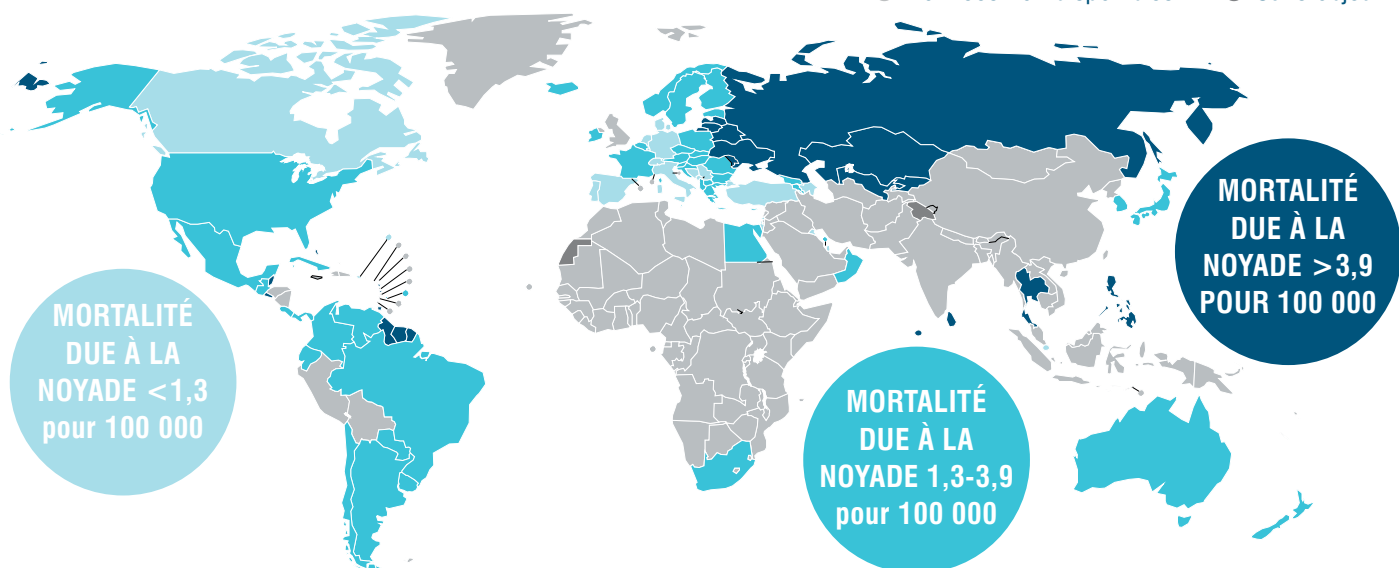 MORTALITÉ
DUE À LA
NOYADE <1,3
pour 100 000
MORTALITÉ
DUE À LA
NOYADE 1,3-3,9
pour 100 000
MORTALITÉ
DUE À LA
NOYADE >3,9
POUR 100 000